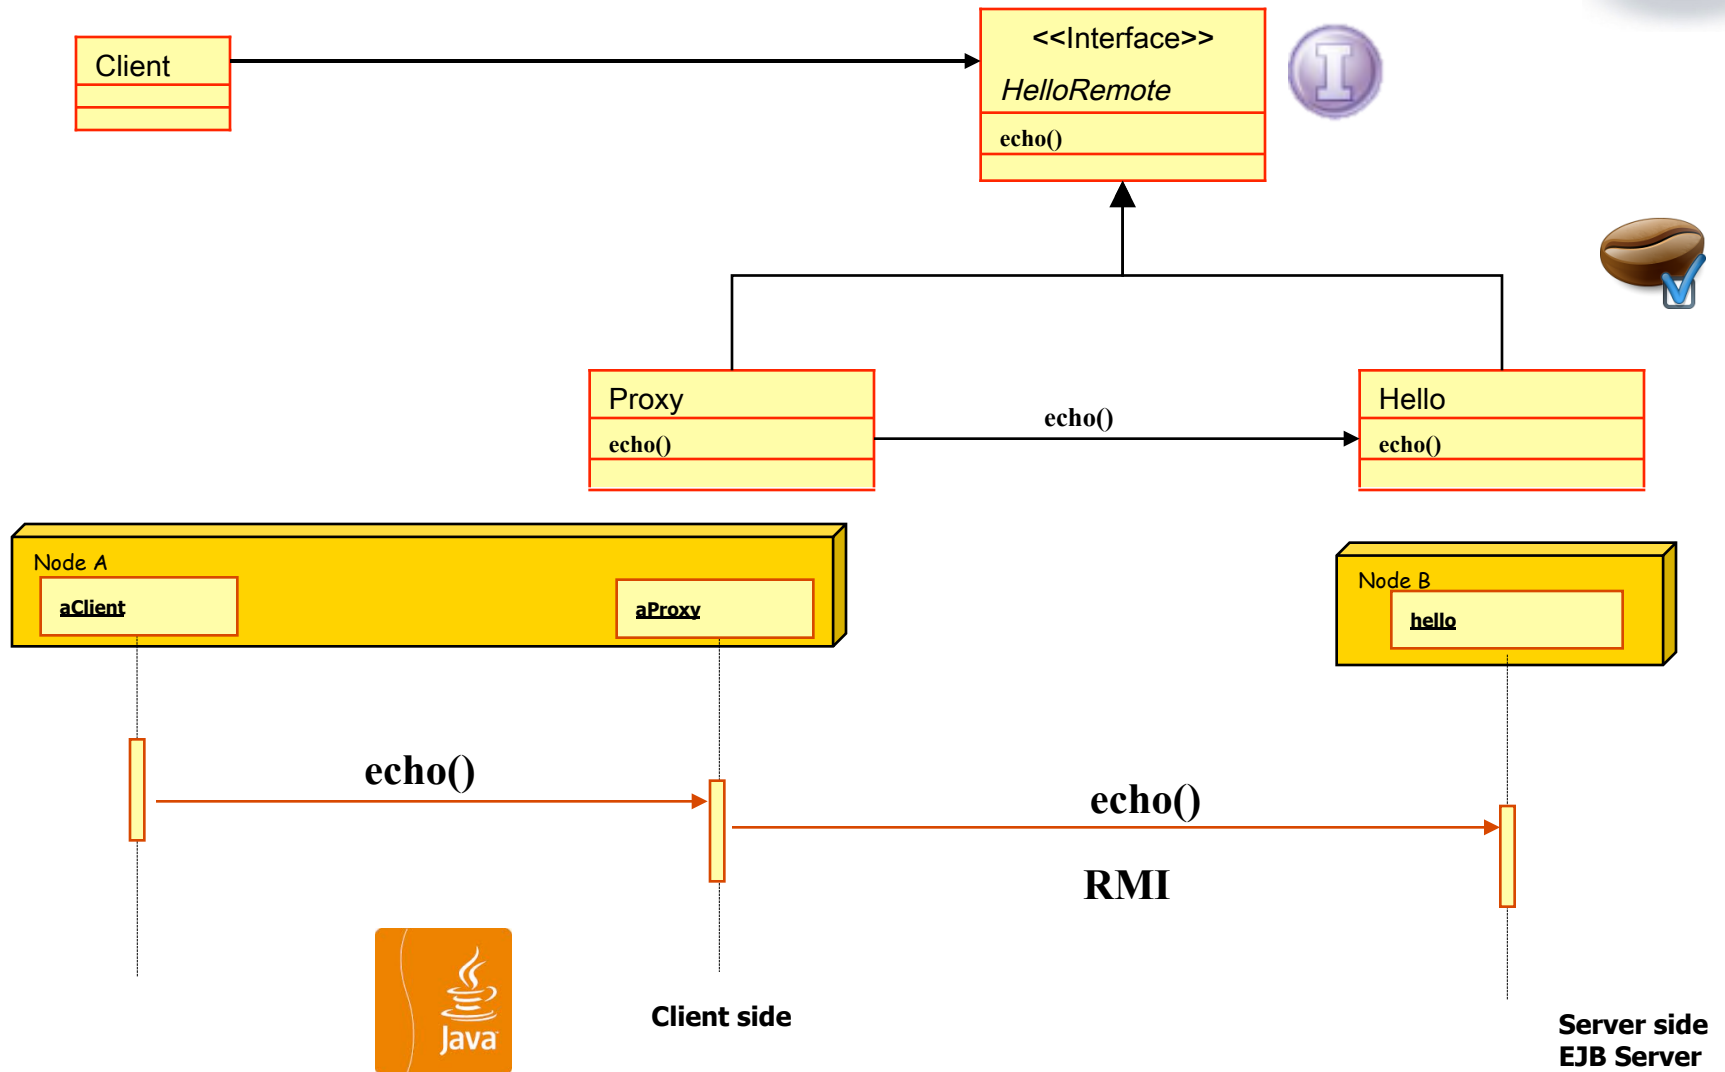 Client
<<Interface>>
HelloRemote
echo()
Proxy
echo()
echo()
Hello
echo()
Node A
aClient
aProxy
Node B
hello
echo()
echo()
RMI
Java
Client side
Server side
EJB Server